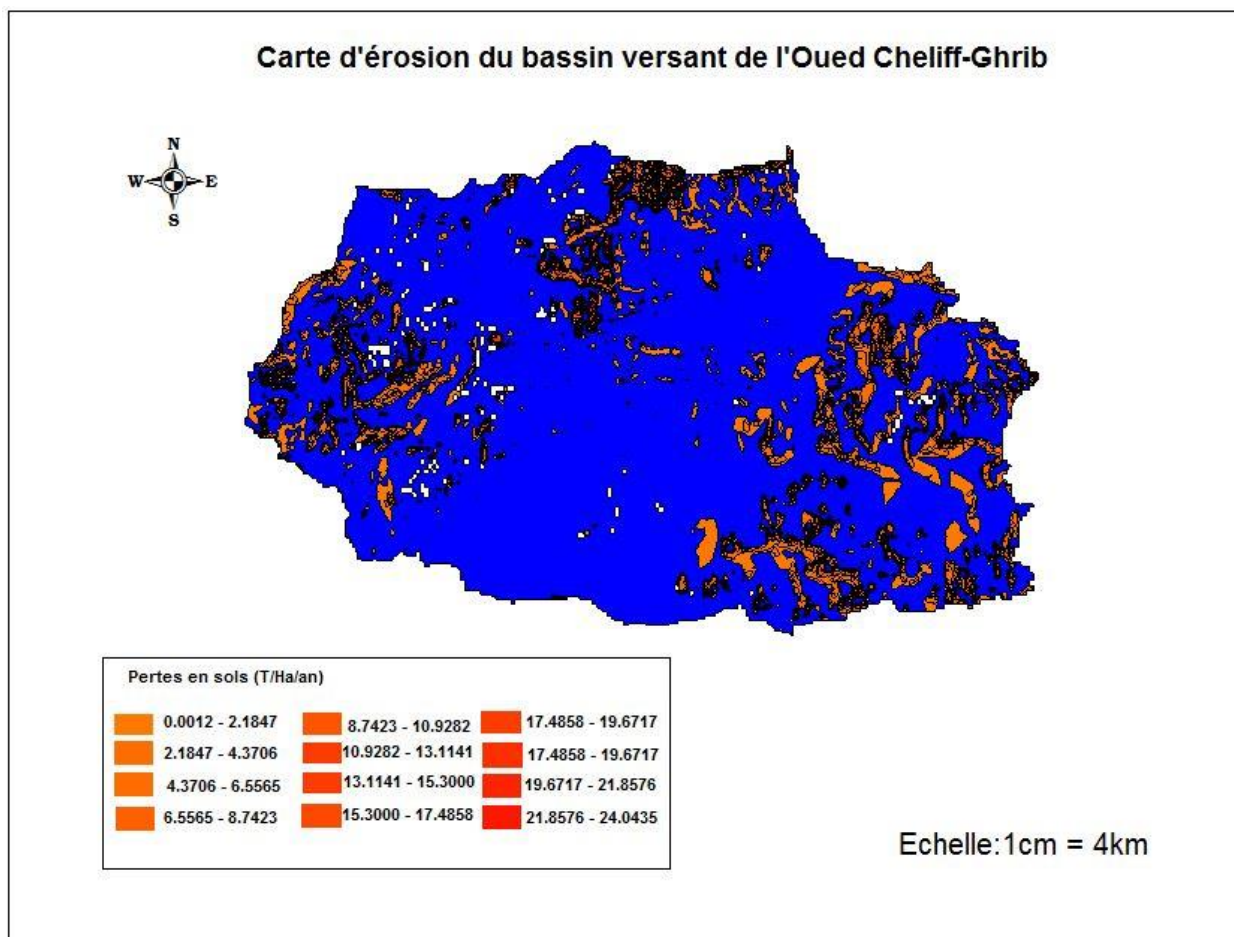 Carte d'érosion du bassin versant de l'Oued Cheliff-Ghrib
N
W E
S
Pertes en sols (T/Ha/an)
0.0012 - 2.1847
2.1847 - 4.3706
4.3706 - 6.5565
6.5565 - 8.7423
8.7423 - 10.9282
10.9282 - 13.1141
13.1141 - 15.3000
15.3000 - 17.4858
17.4858 - 19.6717
17.4858 - 19.6717
19.6717 - 21.8576
21.8576 - 24.0435
Echelle:1cm = 4km